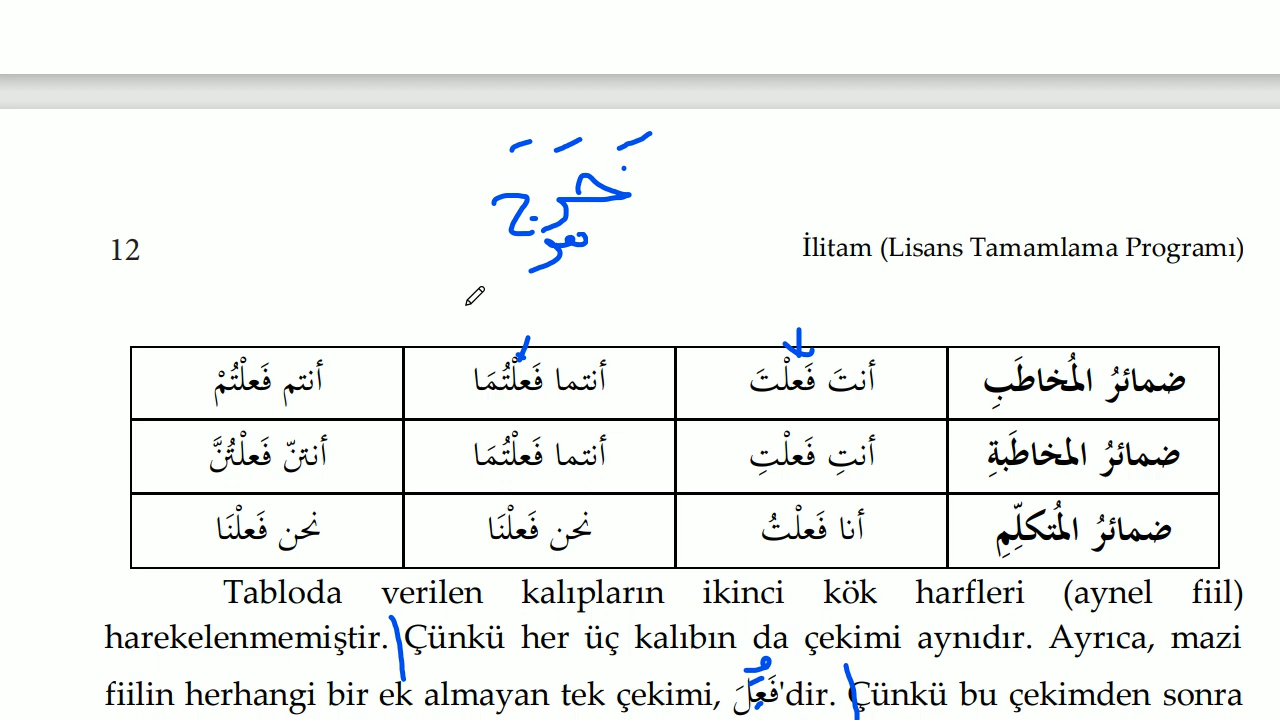 خرج
12 İlitam (Lisans Tamamlama Programı)
ضمائرُ المُخاطَبِ أنتَ فَعلْتَ أنتما فَعلْتُمَا أنتم فَعلْتُمْ
ضمائرُ المخاطَبةِ أنتِ فَعلْتِ أنتما فَعلْتُمَا أنتنّ فَعلْتُنَّ
ضمائرُ المُتكلِّمِ أنا فَعلْتُ نحن فَعلْنَا نحن فَعلْنَا
Tabloda verilen kalıpların ikinci kök harfleri (aynel fiil)
harekelenmemiştir. Çünkü her üç kalıbın da çekimi aynıdır. Ayrıca, mazi
fiilin herhangi bir ek almayan tek çekimi, فَعِلَ'dir. Çünkü bu çekimden sonra